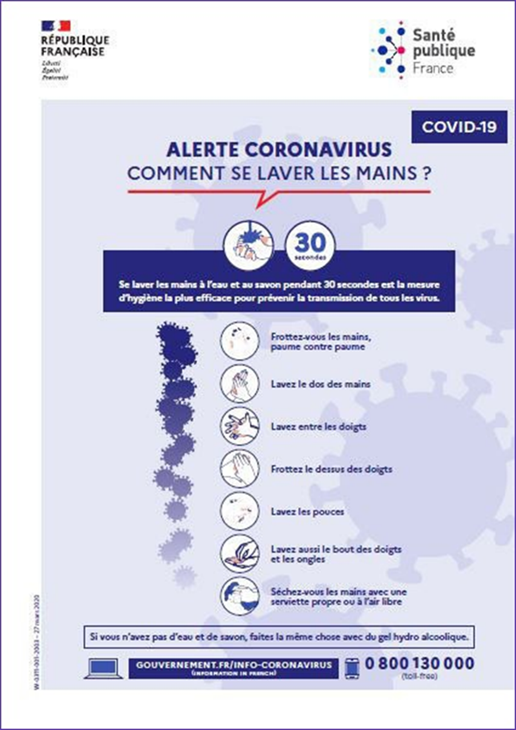 RÉPUBLIQUE
FRANÇAISE
Liberté
Égalité
Fraternité
Santé
publique
France
COVID-19
ALERTE CORONAVIRUS
COMMENT SE LAVER LES MAINS ?
30
secondes
Se laver les mains à l'eau et au savon pendant 30 secondes est la mesure
d'hygiène la plus efficace pour prévenir la transmission de tous les virus.
Frottez-vous les mains,
paume contre paume
Lavez le dos des mains
Lavez entre les doigts
Frottez le dessus des doigts
Lavez les pouces
Lavez aussi le bout des doigts
et les ongles
Séchez-vous les mains avec une
serviette propre ou à l'air libre
Si vous n'avez pas d'eau et de savon, faites la même chose avec du gel hydro alcoolique.
GOUVERNEMENT.FR/INFO-CORONAVIRUS
(INFORMATION IN FRENCH)
0 800 130 000
(toll-free)
27 mars 2020